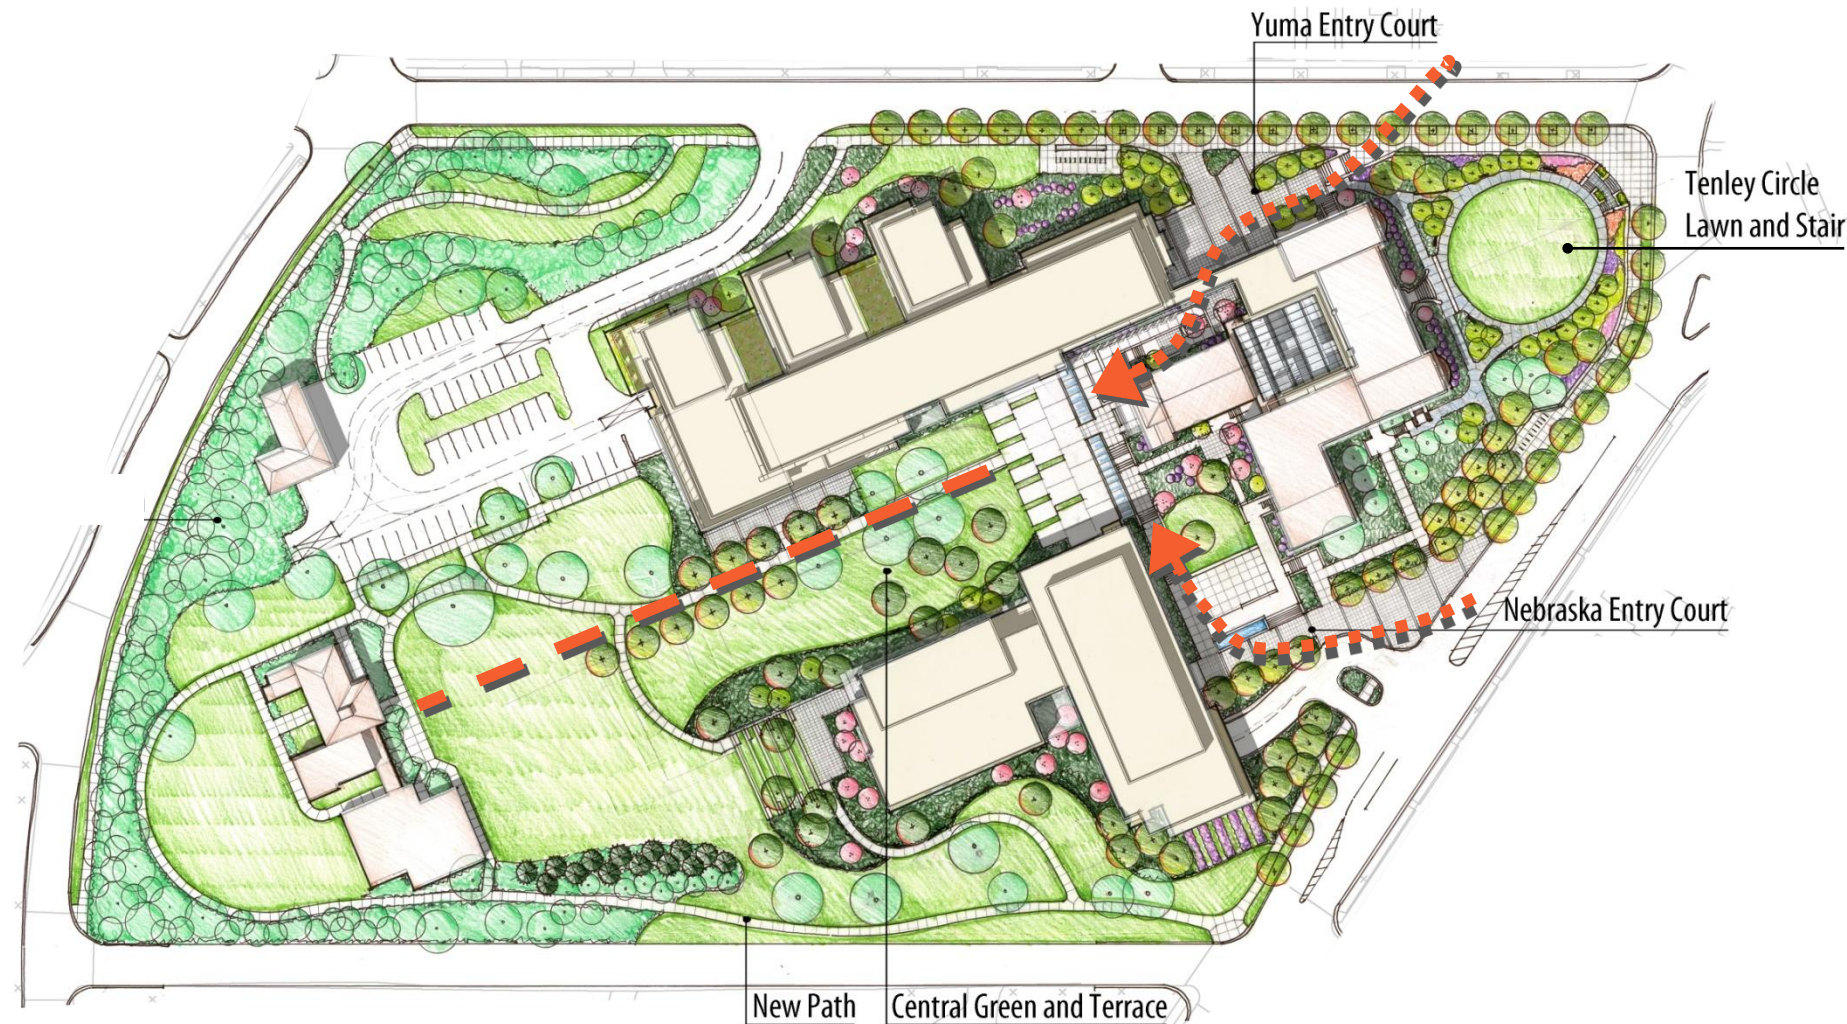 Yuma Entry Court
Tenley Circle
Lawn and Stair
Nebraska Entry Court
New Path
Central Green and Terrace